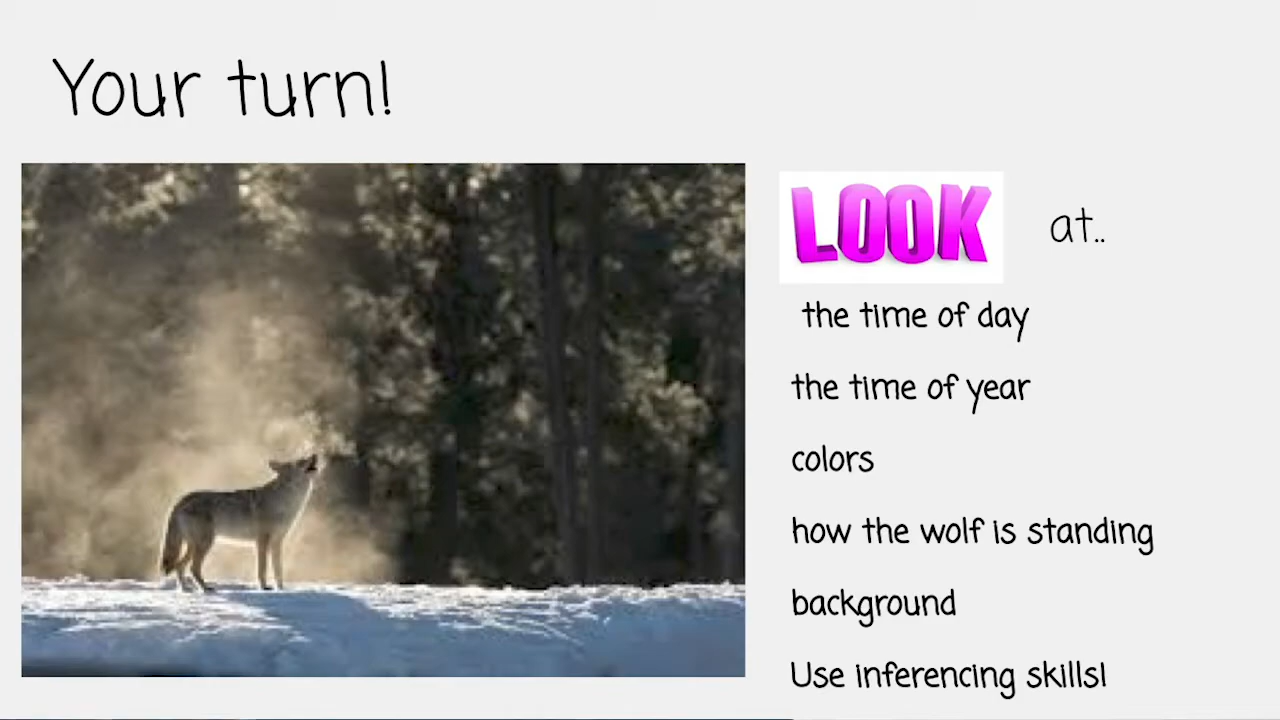 Your turn!
LOOK at..
the time of day
the time of year
colors
how the wolf is standing
background
Use inferencing skills!